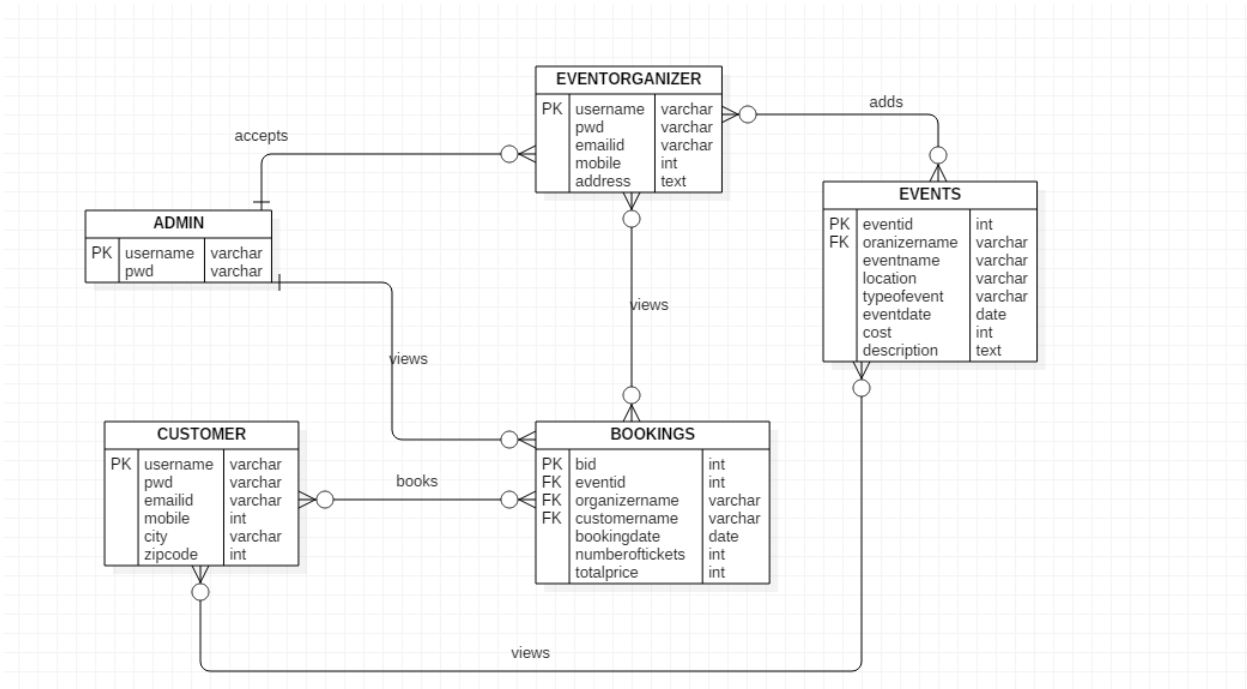 EVENTORGANIZER
PK username varchar
pwd varchar
emailid varchar
mobile int
address text
adds
accepts
EVENTS
PK eventid int
FK oranizername varchar
eventname varchar
location varchar
typeofevent varchar
eventdate date
cost int
description text
ADMIN
PK username varchar
pwd varchar
views
views
CUSTOMER
PK username varchar
pwd varchar
emailid varchar
mobile int
city varchar
zipcode int
books
BOOKINGS
PK bid int
FK eventid int
FK organizername varchar
FK customername varchar
bookingdate date
numberoftickets int
totalprice int
views